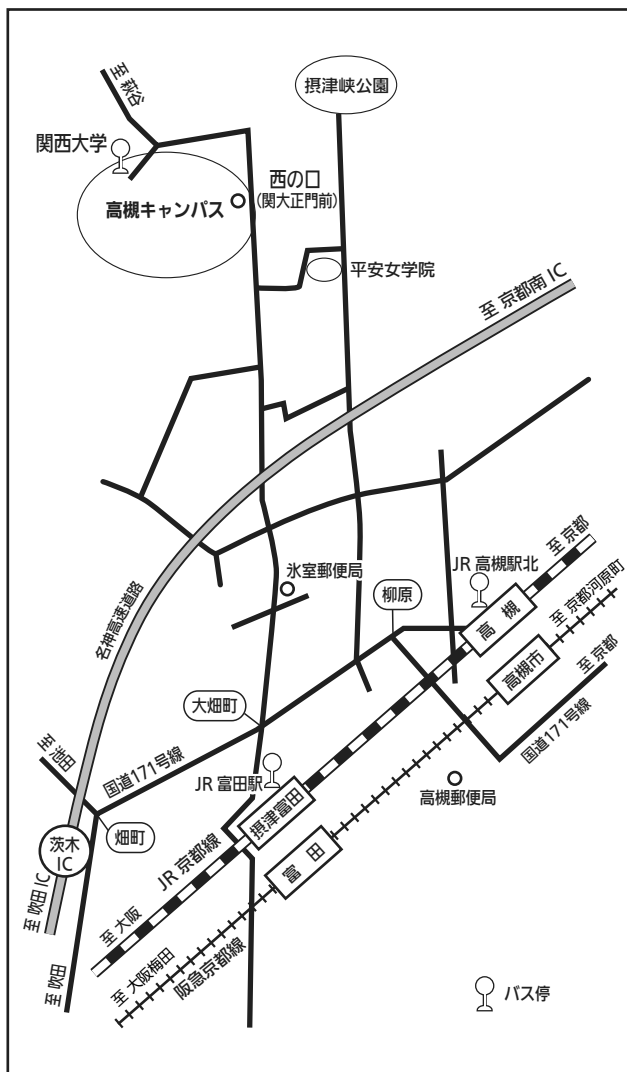 至 萩谷
摂津峡公園
関西大学
西の口
(関大正門前)
高槻キャンパス
平安女学院
至 京都南 IC
至 京都
JR 高槻駅北
氷室郵便局
柳原
高 槻
至 京都河原町
名神高速道路
高槻市
至 京都
大畑町
国道171号線
至 池田
国道171号線
JR 富田駅
高槻郵便局
摂津富田
畑町
茨木
IC
JR 京都線
富 田
至 吹田 IC
至 大阪
至 大阪梅田
阪急京都線
至 吹田
バス停